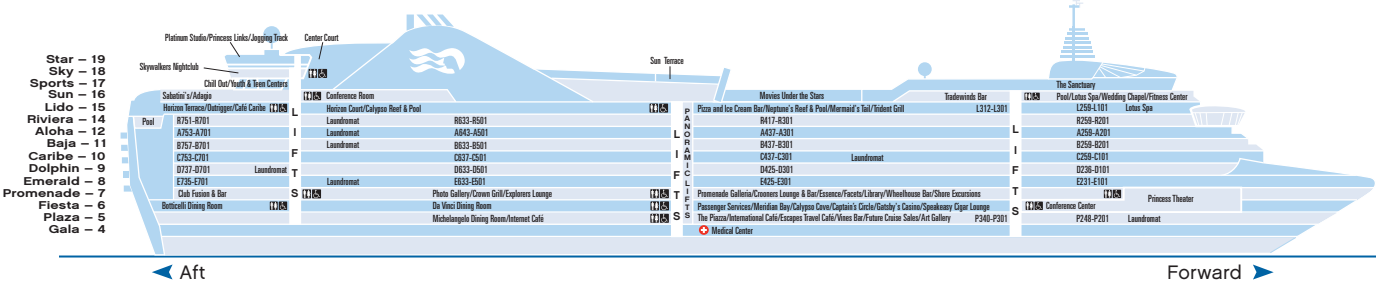 Platinum Studio/Princess Links/Jogging Track Center Court
Star – 19
Sky – 18 Skywalkers Nightclub Sun Terrace
Sports – 17 Chill Out/Youth & Teen Centers The Sanctuary
Sun – 16 Sabatini's/Adagio Conference Room Movies Under the Stars Tradewinds Bar Pool/Lotus Spa/Wedding Chapel/Fitness Center
Lido – 15 Horizon Terrace/Outrigger/Café Caribe Horizon Court/Calypso Reef & Pool Pizza and Ice Cream Bar/Neptune's Reef & Pool/Mermaid's Tail/Trident Grill L312-L301 L259-L101 Lotus Spa
Riviera – 14 Pool R751-R701 Laundromat R633-R501 R417-R301 R259-R201
Aloha – 12 A753-A701 Laundromat A643-A501 A437-A301 A259-A201
Baja – 11 B757-B701 Laundromat B633-B501 B437-B301 B259-B201
Caribe – 10 C753-C701 C637-C501 C437-C301 Laundromat C259-C101
Dolphin – 9 D737-D701 Laundromat D633-D501 D425-D301 D236-D101
Emerald – 8 E735-E701 Laundromat E633-E501 E425-E301 E231-E101
Promenade – 7 Club Fusion & Bar Photo Gallery/Crown Grill/Explorers Lounge Promenade Galleria/Crooners Lounge & Bar/Essence/Facets/Library/Wheelhouse Bar/Shore Excursions Princess Theater
Fiesta – 6 Botticelli Dining Room Da Vinci Dining Room Passenger Services/Meridian Bay/Calypso Cove/Captain's Circle/Gatsby's Casino/Speakeasy Cigar Lounge Conference Center
Plaza – 5 Michelangelo Dining Room/Internet Café The Piazza/International Café/Escapes Travel Café/Vines Bar/Future Cruise Sales/Art Gallery P340-P301 P248-P201 Laundromat
Gala – 4 Medical Center
LIFTS
LIFTS
PANORAMIC LIFTS
LIFTS
Aft Forward